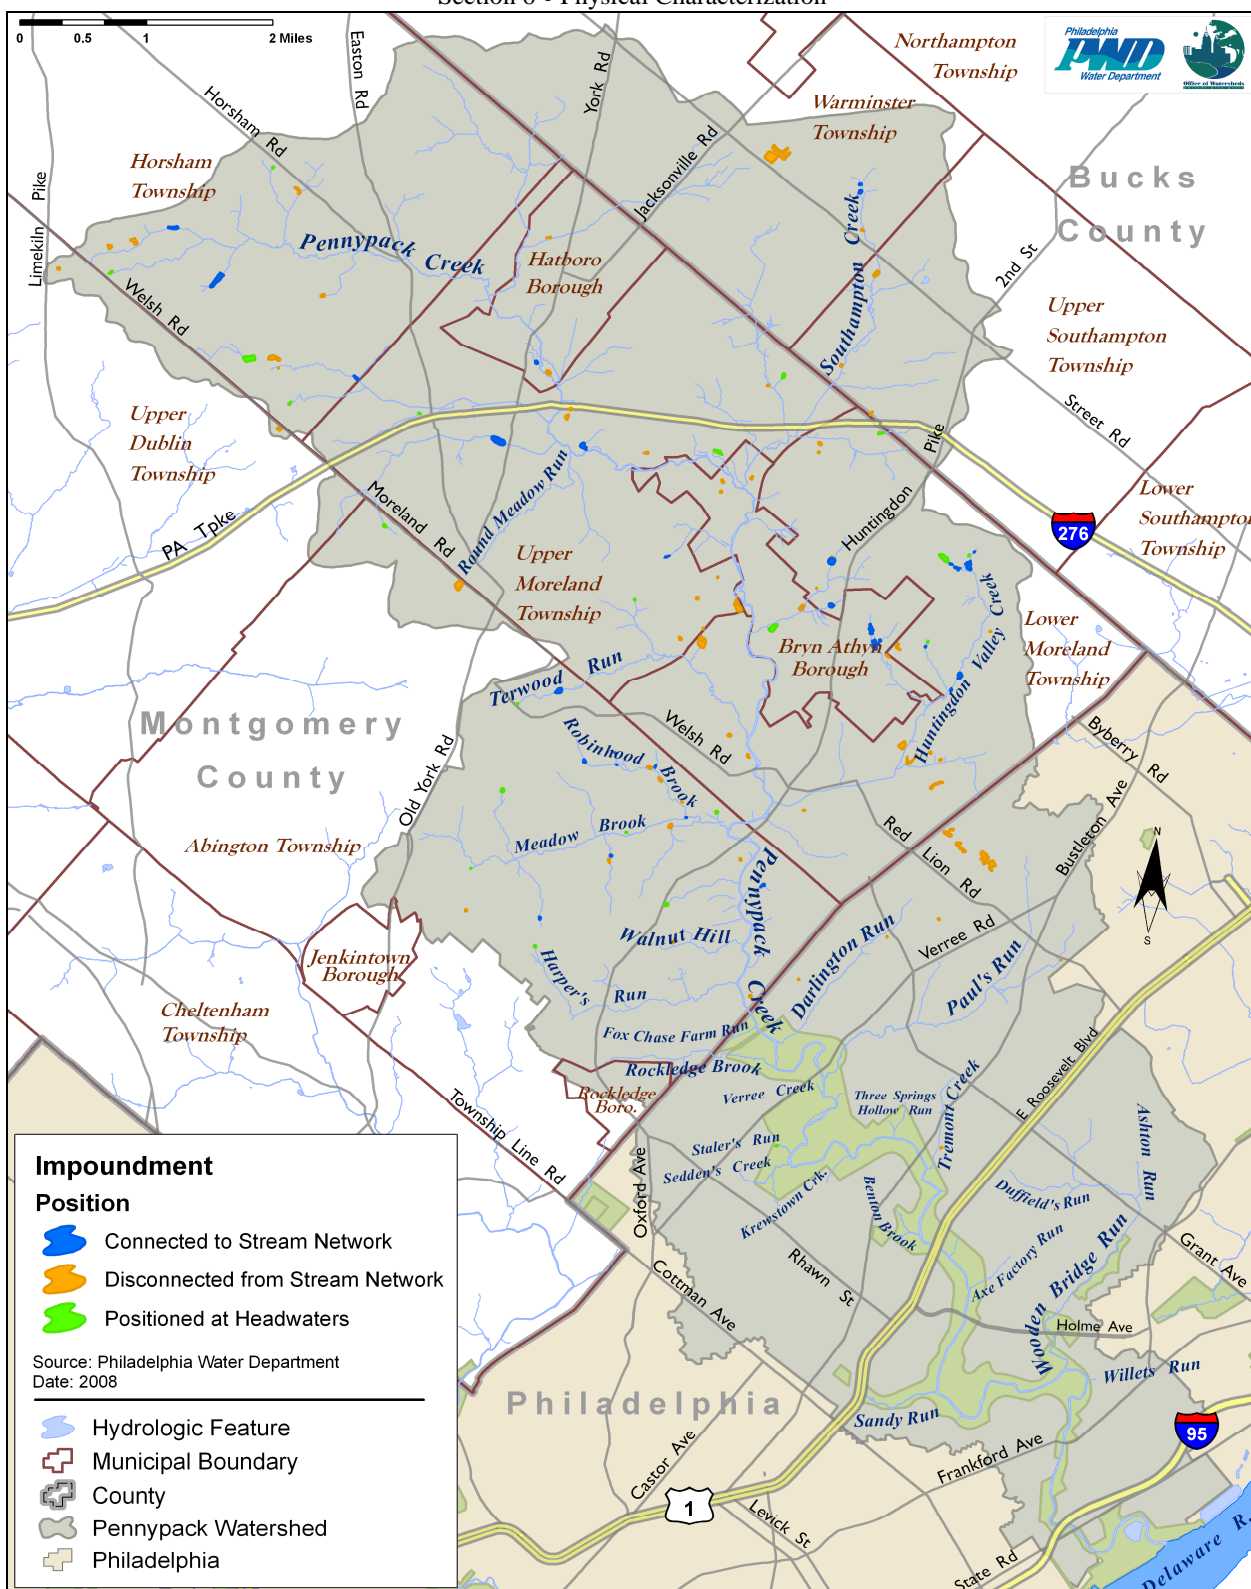 Section 6 - Physical Characterization
0 0.5 1 2 Miles
Philadelphia
PWD
Water Department
Office of Watersheds
Northampton
Township
Warminster
Township
Bucks
County
Easton Rd
York Rd
Horsham Rd
Jacksonville Rd
Horsham
Township
Limekiln Pike
Pennypack Creek
Hatboro
Borough
Southampton Creek
2nd St
Upper
Southampton
Township
Welsh Rd
Street Rd
Upper
Dublin
Township
Pike
Huntingdon
Lower
Southampton
Township
276
PA Tpke
Moreland Rd
Round Meadow Run
Upper
Moreland
Township
Bryn Athyn
Borough
Huntingdon Valley Creek
Lower
Moreland
Township
Terwood Run
Montgomery
County
Robinhood Brook
Welsh Rd
Byberry Rd
Old York Rd
Meadow Brook
Abington Township
Red Lion Rd
Bustleton Ave
N
S
Pennypack Creek
Walnut Hill
Verree Rd
Darlington Run
Paul's Run
Jenkintown
Borough
Harper's Run
Cheltenham
Township
Fox Chase Farm Run
Rockledge Brook
Rockledge
Boro.
Verree Creek
Three Springs
Hollow Run
Tremont Creek
E Roosevelt Blvd
Ashton Run
Township Line Rd
Oxford Ave
Staler's Run
Sedden's Creek
Krewstown Crk.
Benton Brook
Duffield's Run
Axe Factory Run
Wooden Bridge Run
Grant Ave
Rhawn St
Cottman Ave
Holme Ave
Willets Run
Philadelphia
Sandy Run
95
Castor Ave
Frankford Ave
1
Levick St
State Rd
Delaware R.
Impoundment
Position
Connected to Stream Network
Disconnected from Stream Network
Positioned at Headwaters
Source: Philadelphia Water Department
Date: 2008
Hydrologic Feature
Municipal Boundary
County
Pennypack Watershed
Philadelphia